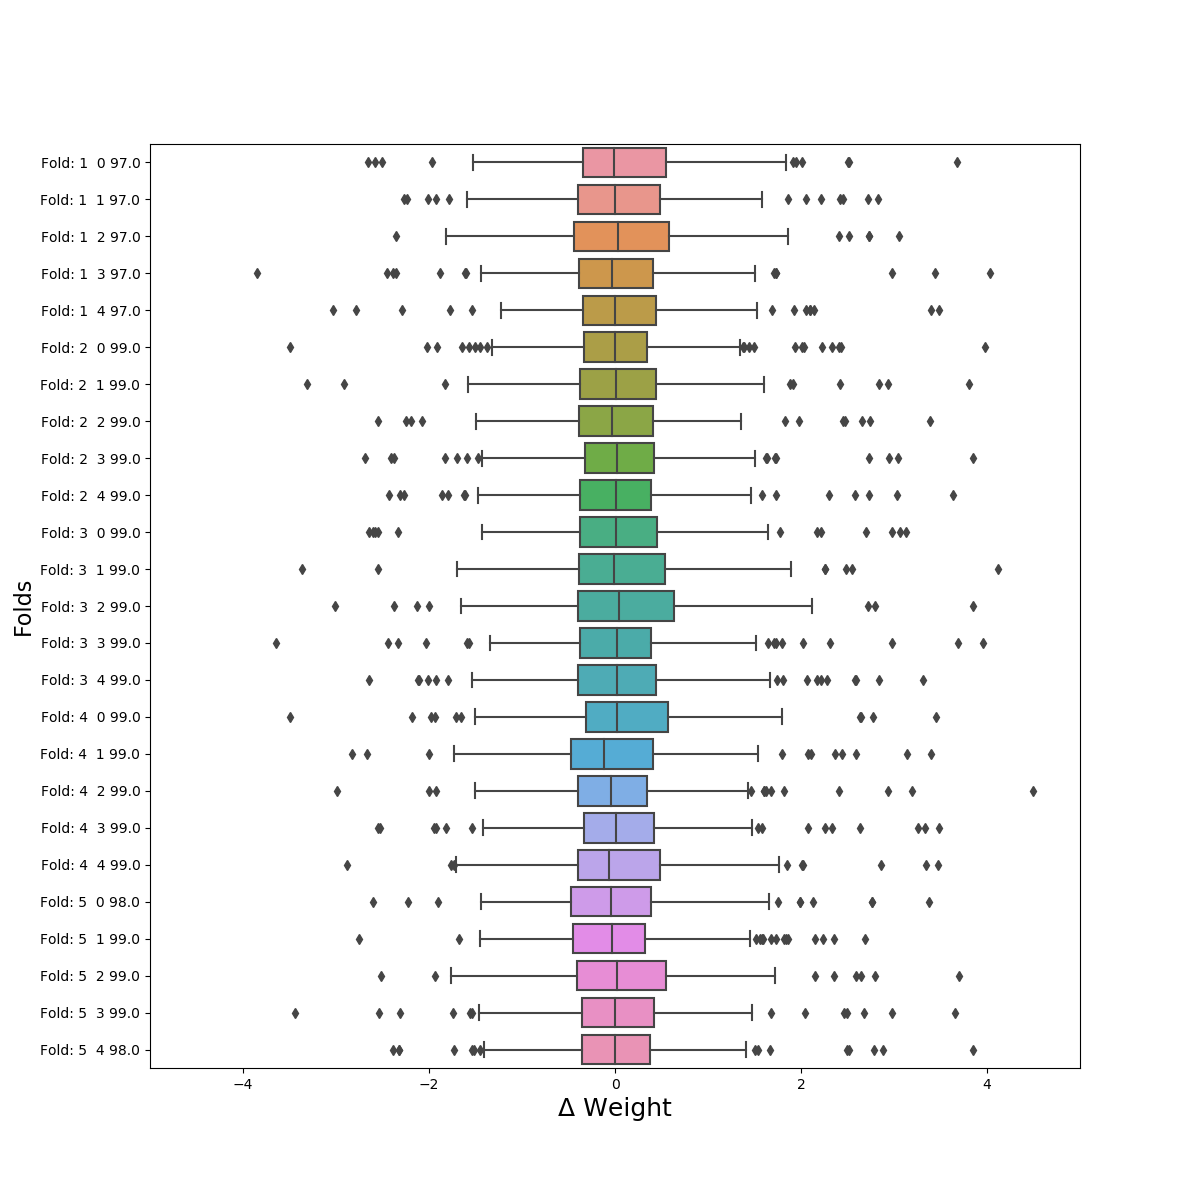 Fold: 1  0 97.0
Fold: 1  1 97.0
Fold: 1  2 97.0
Fold: 1  3 97.0
Fold: 1  4 97.0
Fold: 2  0 99.0
Fold: 2  1 99.0
Fold: 2  2 99.0
Fold: 2  3 99.0
Fold: 2  4 99.0
Fold: 3  0 99.0
Fold: 3  1 99.0
Fold: 3  2 99.0
Fold: 3  3 99.0
Fold: 3  4 99.0
Fold: 4  0 99.0
Fold: 4  1 99.0
Fold: 4  2 99.0
Fold: 4  3 99.0
Fold: 4  4 99.0
Fold: 5  0 98.0
Fold: 5  1 99.0
Fold: 5  2 99.0
Fold: 5  3 99.0
Fold: 5  4 98.0
Folds
−4 −2 0 2 4
Δ Weight